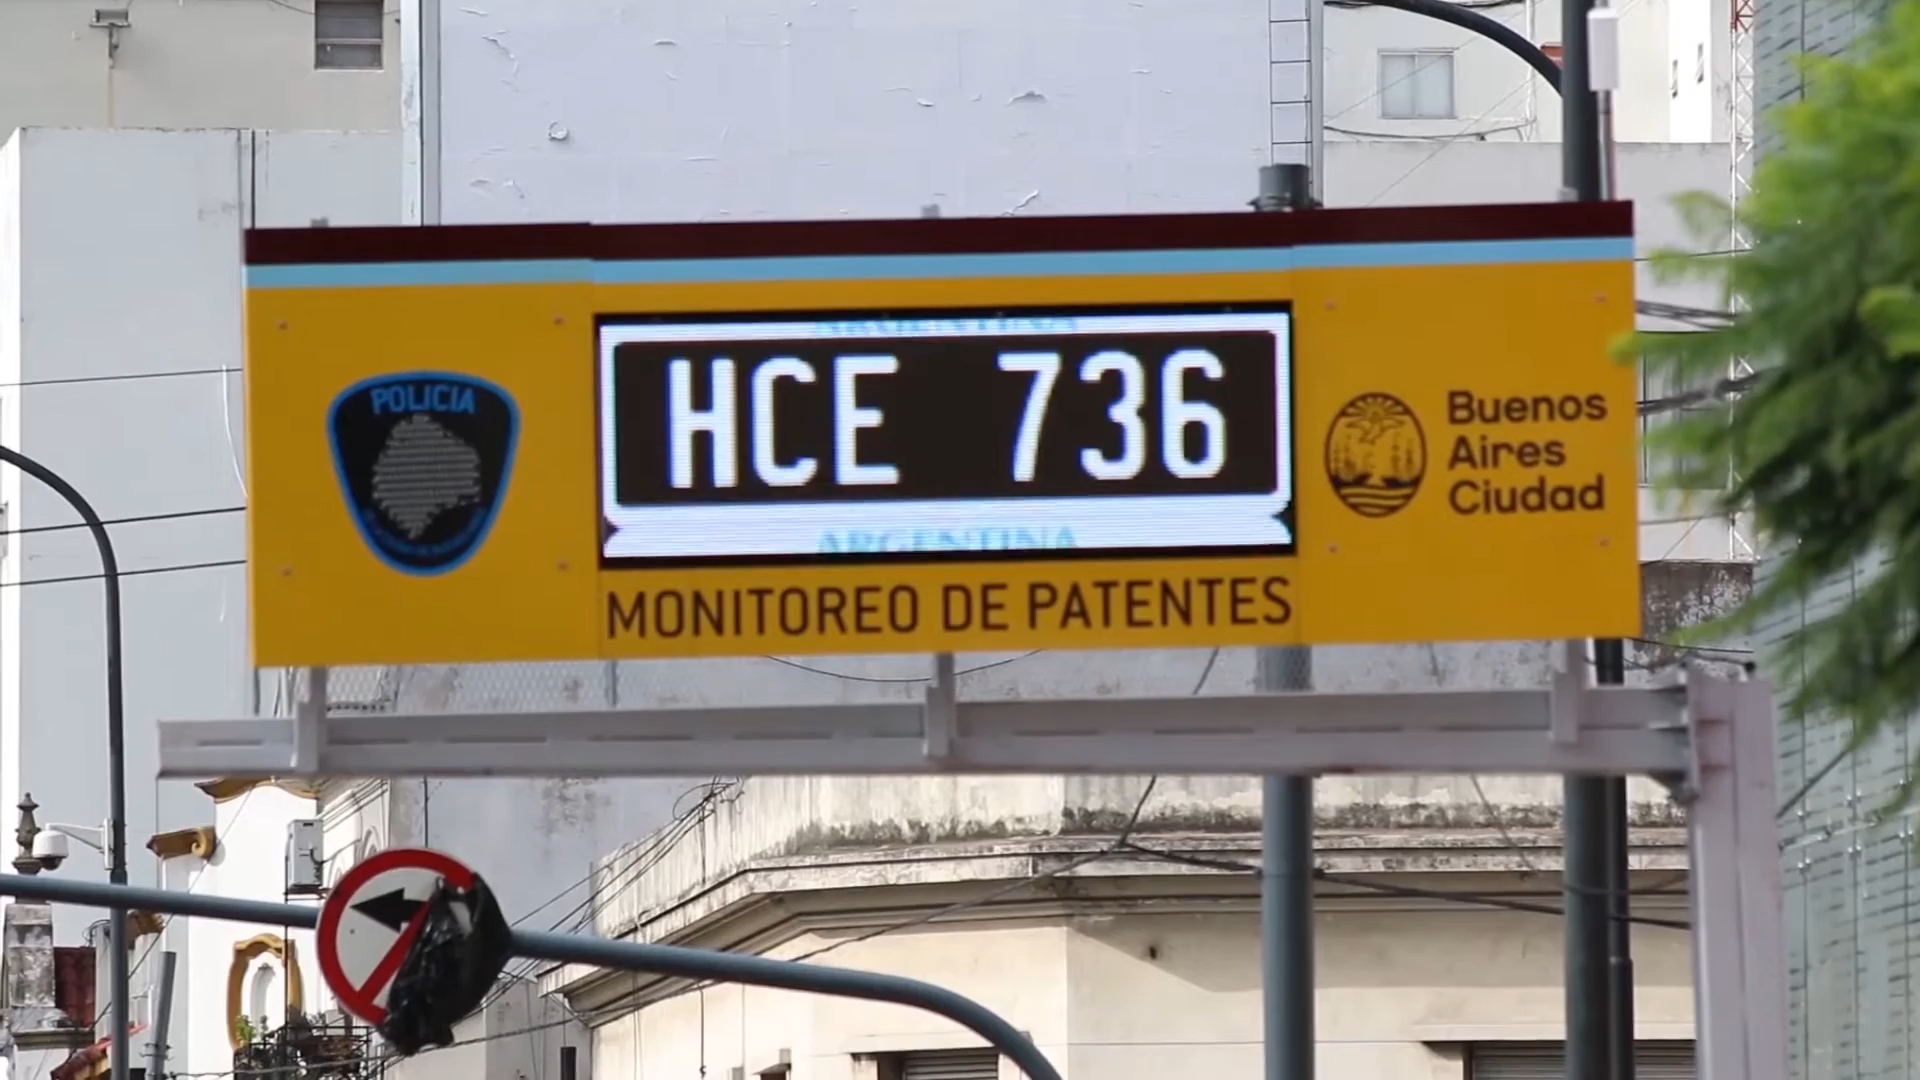 ARGENTINA
HCE 736
ARGENTINA
POLICIA
MONITOREO DE PATENTES
Buenos
Aires
Ciudad